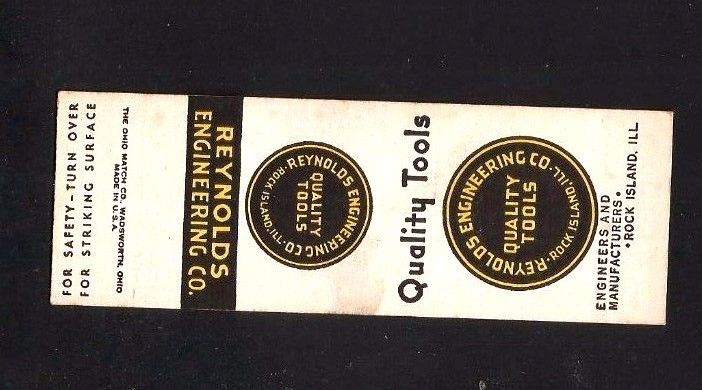 FOR SAFETY-TURN OVER
FOR STRIKING SURFACE
THE OHIO MATCH CO. WADSWORTH, OHIO
MADE IN U.S.A.
REYNOLDS
ENGINEERING CO.
REYNOLDS ENGINEERING CO · ROCK ISLAND, ILL ·
QUALITY
TOOLS
Quality Tools
REYNOLDS ENGINEERING CO · ROCK ISLAND, ILL ·
QUALITY
TOOLS
ENGINEERS AND
MANUFACTURERS •
• ROCK ISLAND, ILL.